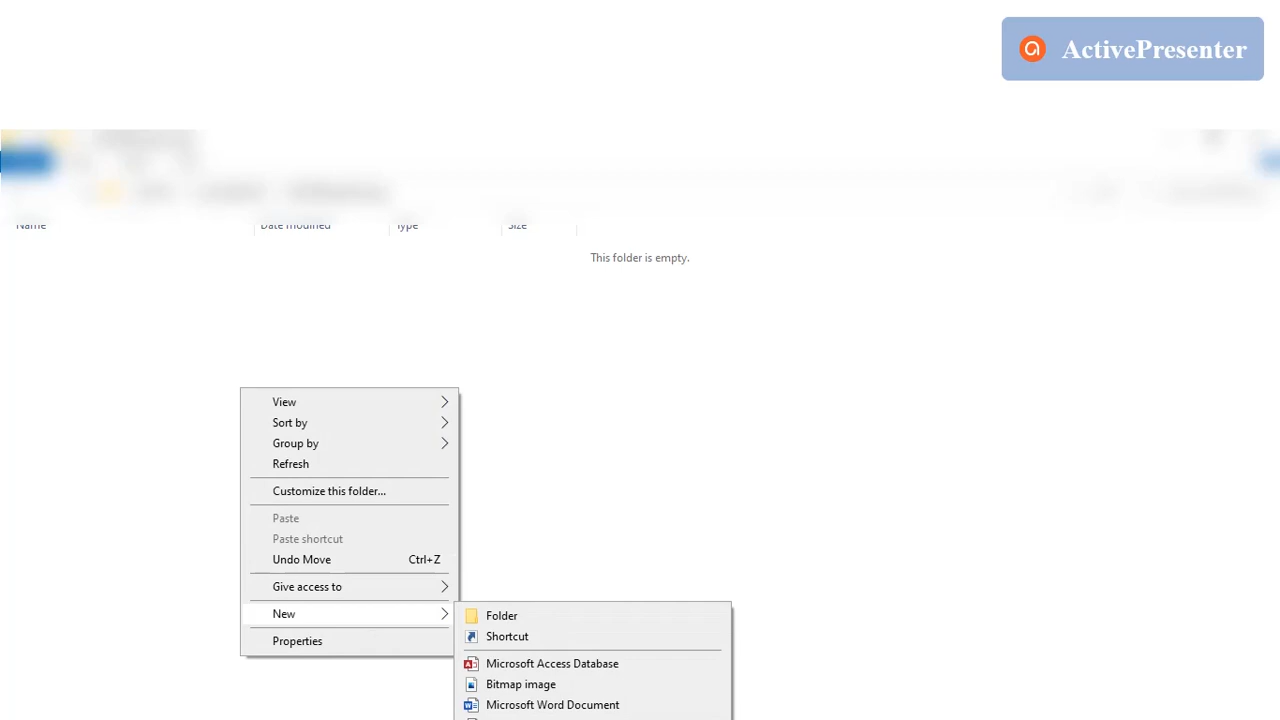 ActivePresenter
Name Date modified Type Size
This folder is empty.
View
Sort by
Group by
Refresh
Customize this folder...
Paste
Paste shortcut
Undo Move Ctrl+Z
Give access to
New
Folder
Properties
Shortcut
Microsoft Access Database
Bitmap image
Microsoft Word Document